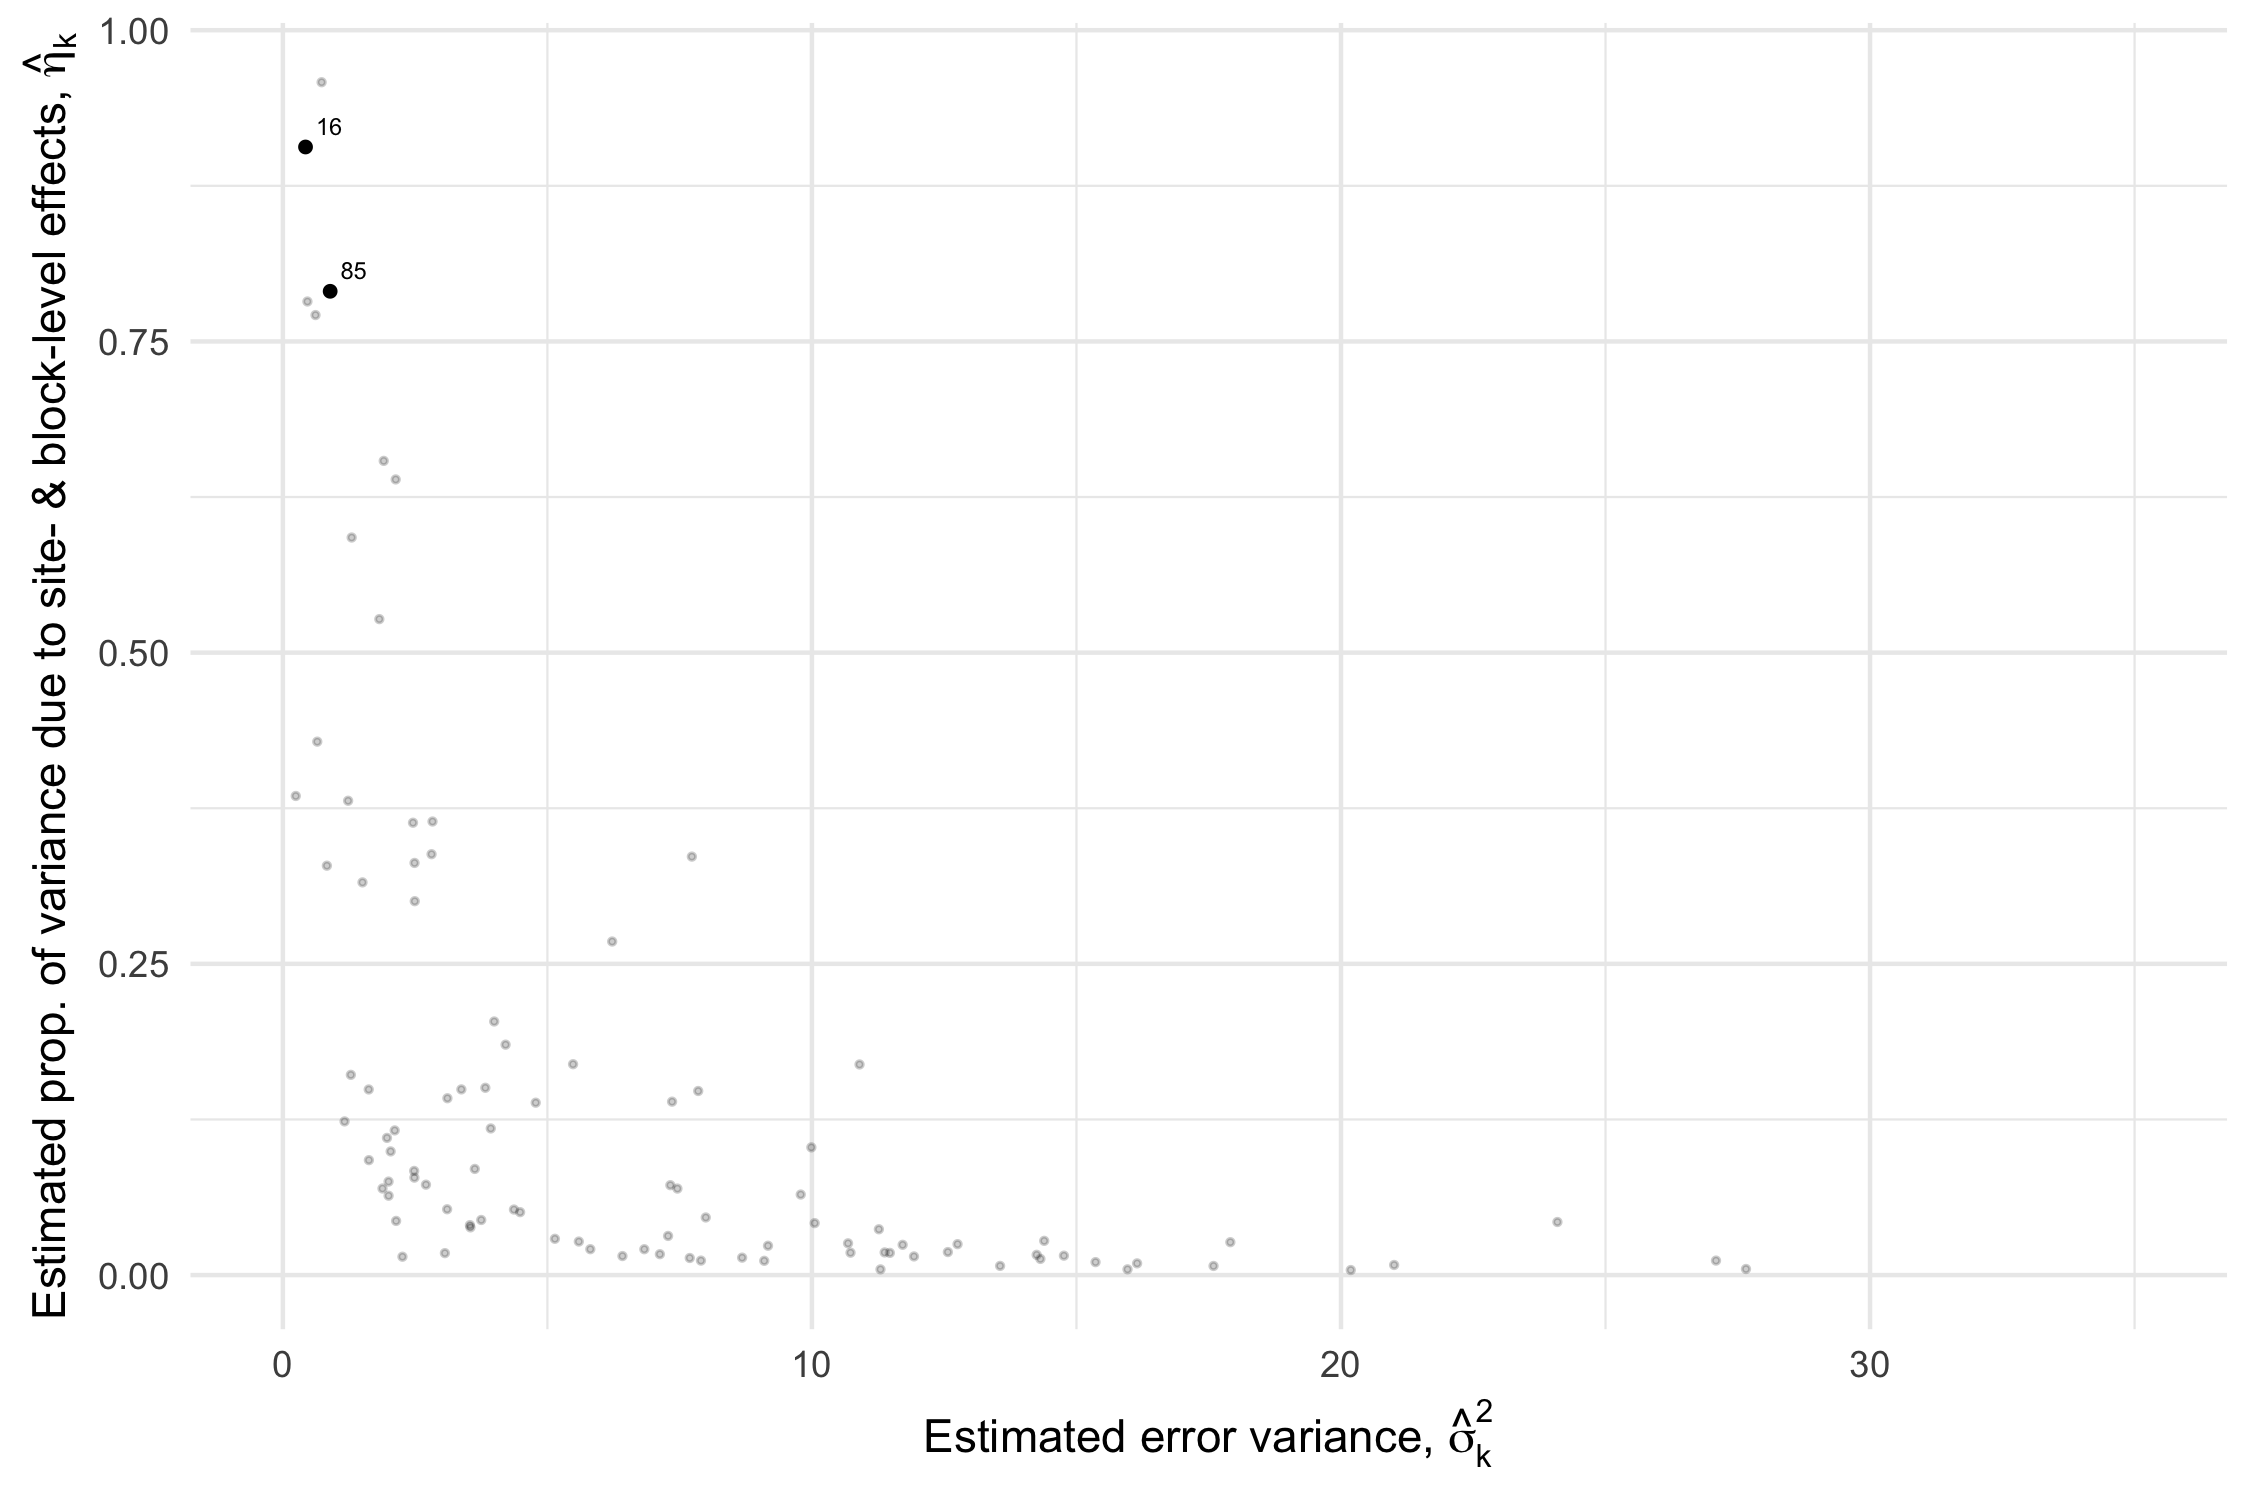 Estimated prop. of variance due to site- & block-level effects, η̂ₖ
1.00
0.75
0.50
0.25
0.00
16
85
0 10 20 30
Estimated error variance, σ̂²ₖ